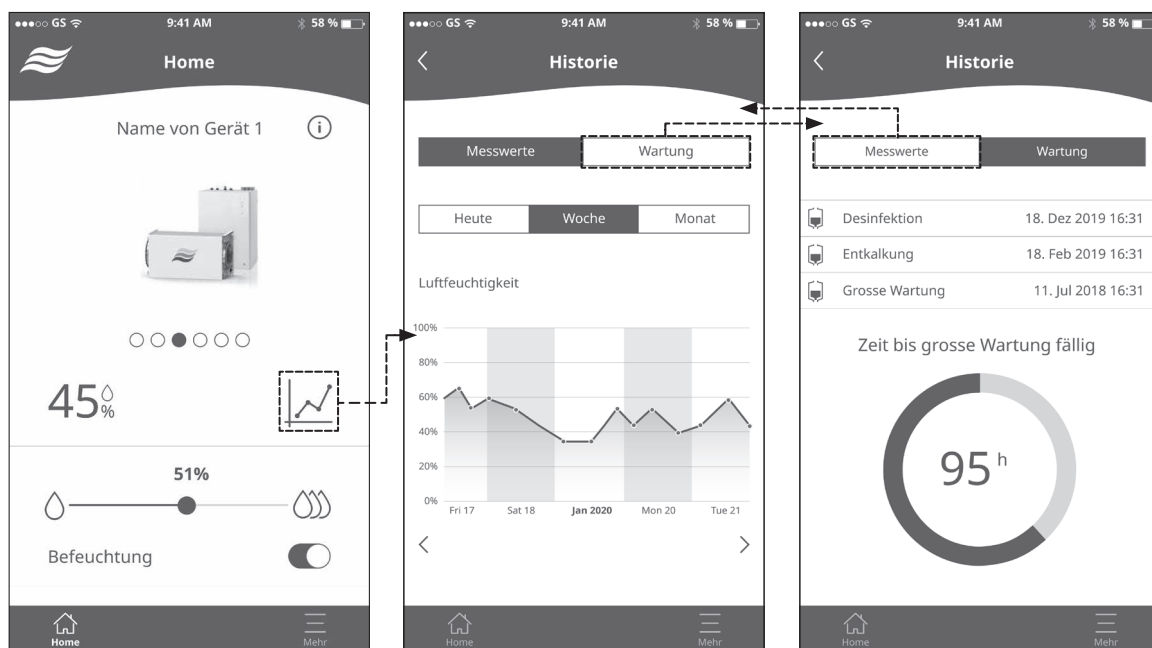 GS 9:41 AM 58 %
Home
Name von Gerät 1
i
45 %
51%
Befeuchtung
Home Mehr
GS 9:41 AM 58 %
Historie
Messwerte Wartung
Heute Woche Monat
Luftfeuchtigkeit
100%
80%
60%
40%
20%
0%
Fri 17 Sat 18 Jan 2020 Mon 20 Tue 21
Home Mehr
GS 9:41 AM 58 %
Historie
Messwerte Wartung
Desinfektion 18. Dez 2019 16:31
Entkalkung 18. Feb 2019 16:31
Grosse Wartung 11. Jul 2018 16:31
Zeit bis grosse Wartung fällig
95 h
Home Mehr